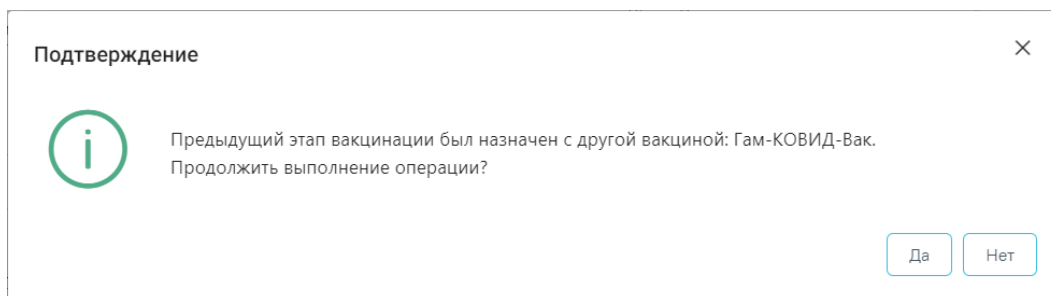 Подтверждение
Предыдущий этап вакцинации был назначен с другой вакциной: Гам-КОВИД-Вак.
Продолжить выполнение операции?
Да
Нет